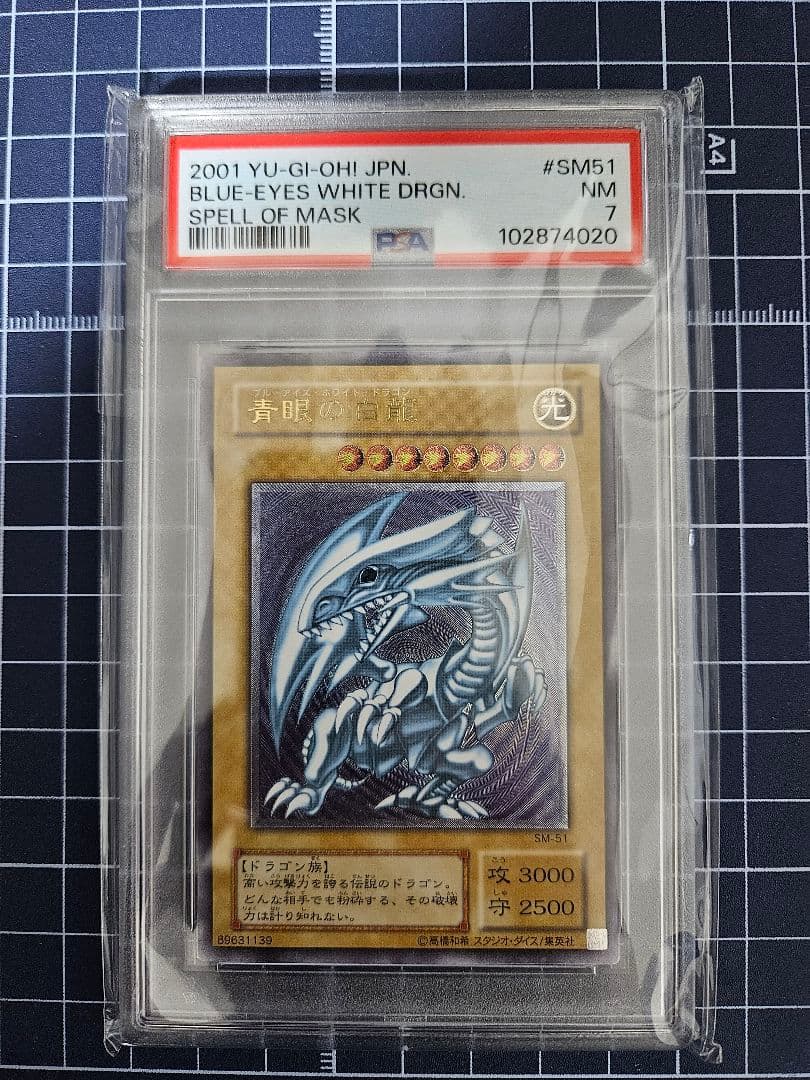 2001 YU-GI-OH! JPN. #SM51
BLUE-EYES WHITE DRGN. NM
SPELL OF MASK 7
PSA 102874020
A4
ブルーアイズ・ホワイト・ドラゴン
青眼の白龍
光
SM-51
【ドラゴン族】
高い攻撃力を誇る伝説のドラゴン。
どんな相手でも粉砕する、その破壊
力は計り知れない。
攻 3000
守 2500
89631139 ©高橋和希 スタジオ・ダイス/集英社